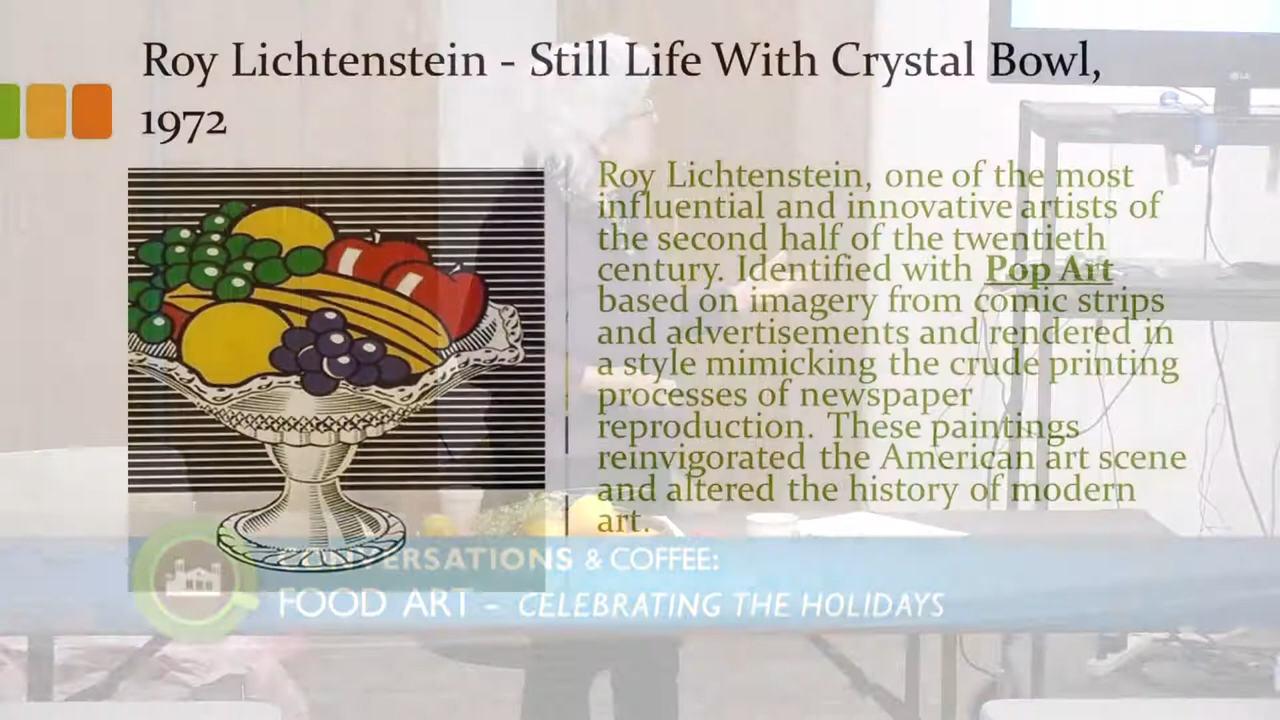 Roy Lichtenstein - Still Life With Crystal Bowl,
1972
Roy Lichtenstein, one of the most
influential and innovative artists of
the second half of the twentieth
century. Identified with Pop Art
based on imagery from comic strips
and advertisements and rendered in
a style mimicking the crude printing
processes of newspaper
reproduction. These paintings
reinvigorated the American art scene
and altered the history of modern
art.
CONVERSATIONS & COFFEE:
FOOD ART - CELEBRATING THE HOLIDAYS
LG